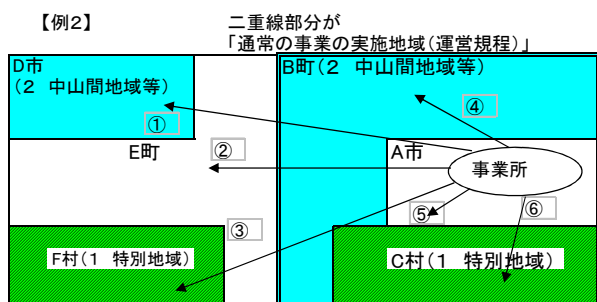 【例2】
二重線部分が
「通常の事業の実施地域(運営規程)」
D市
(2 中山間地域等)
B町(2 中山間地域等)
①
④
E町
②
A市
事業所
⑤
⑥
③
F村(1 特別地域)
C村(1 特別地域)